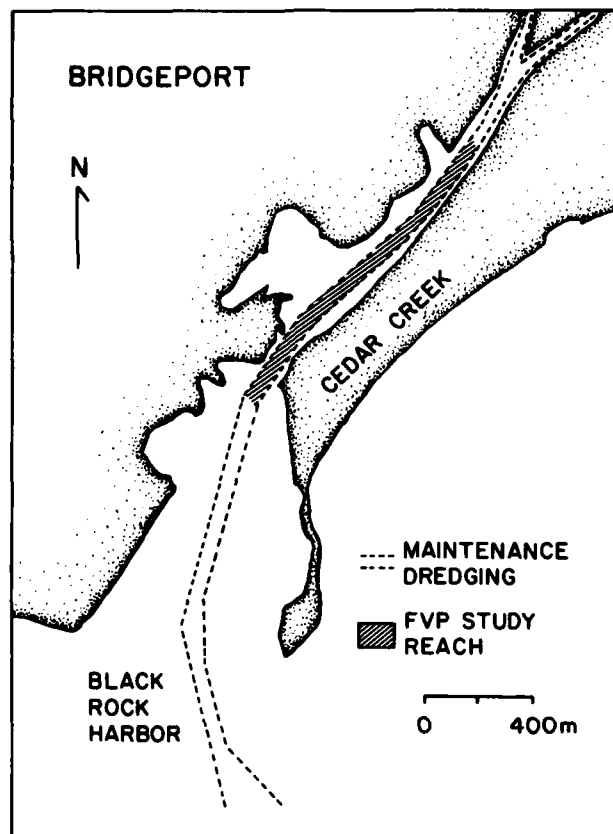 BRIDGEPORT
N
CEDAR CREEK
MAINTENANCE
DREDGING
FVP STUDY
REACH
BLACK
ROCK
HARBOR
0 400m